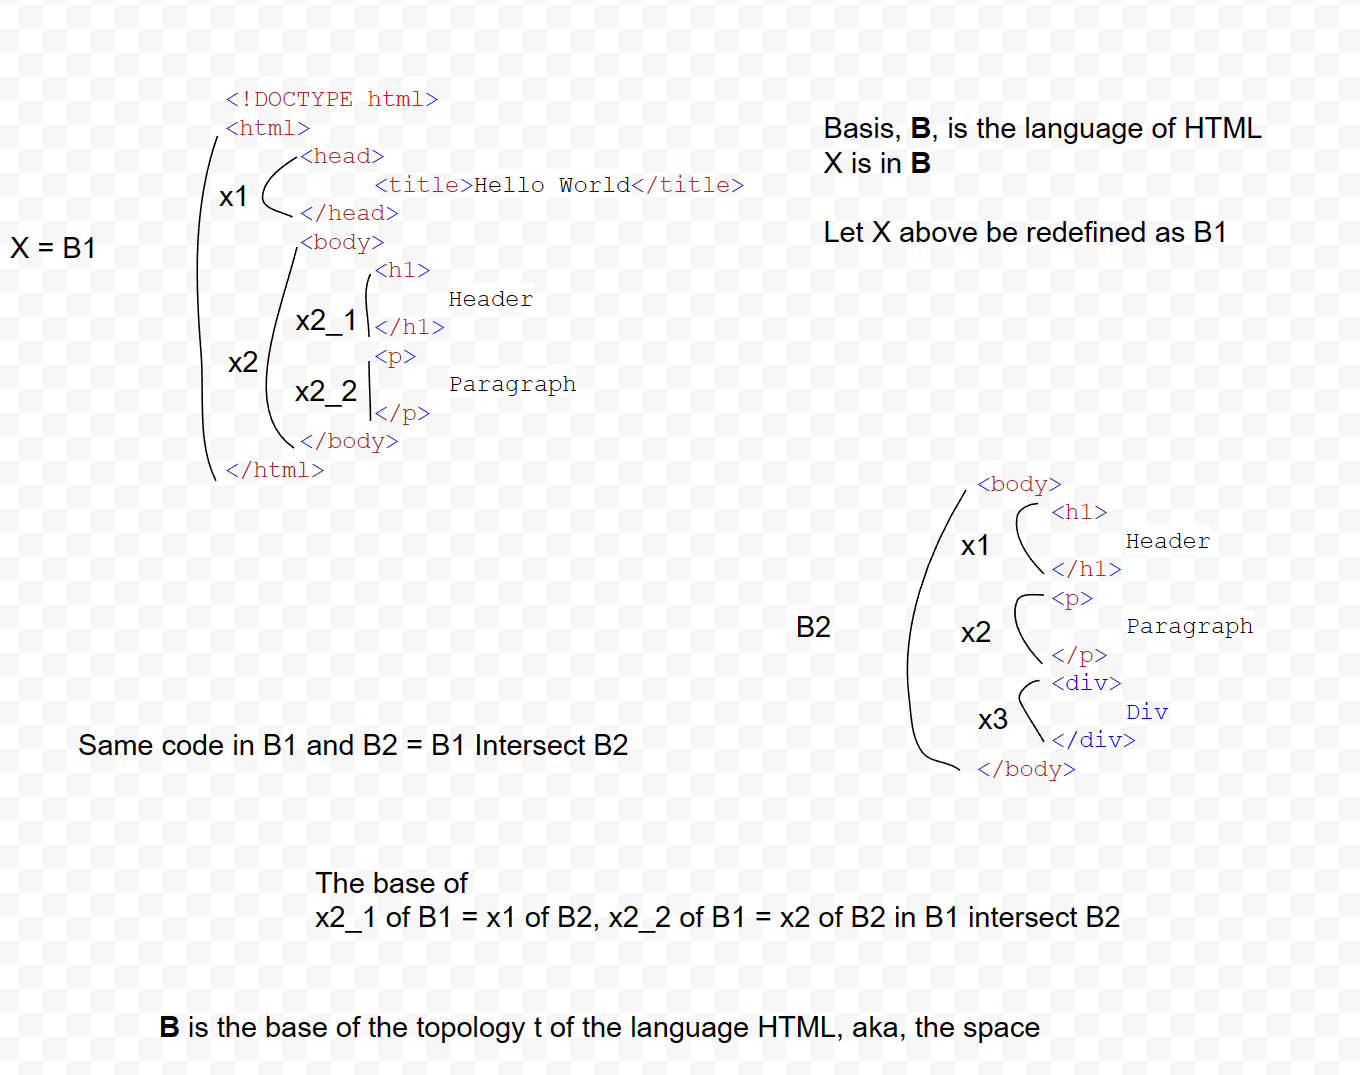 <!DOCTYPE html>
<html>
<head>
<title>Hello World</title>
x1
</head>
<body>
X = B1
<h1>
Header
x2_1
</h1>
<p>
x2
Paragraph
x2_2
</p>
</body>
</html>
Basis, B, is the language of HTML
X is in B
Let X above be redefined as B1
<body>
<h1>
x1
Header
</h1>
<p>
B2
x2
Paragraph
</p>
<div>
x3
Div
</div>
</body>
Same code in B1 and B2 = B1 Intersect B2
The base of
x2_1 of B1 = x1 of B2, x2_2 of B1 = x2 of B2 in B1 intersect B2
B is the base of the topology t of the language HTML, aka, the space